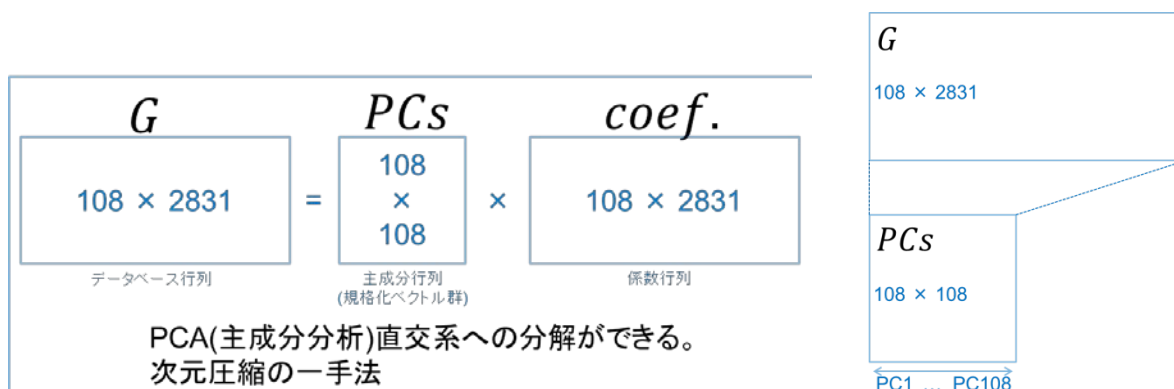 G
PCs
coef.
108 × 2831
=
108
×
108
×
108 × 2831
データベース行列
主成分行列
(規格化ベクトル群)
係数行列
PCA(主成分分析)直交系への分解ができる。
次元圧縮の一手法
G
108 × 2831
PCs
108 × 108
PC1 … PC108